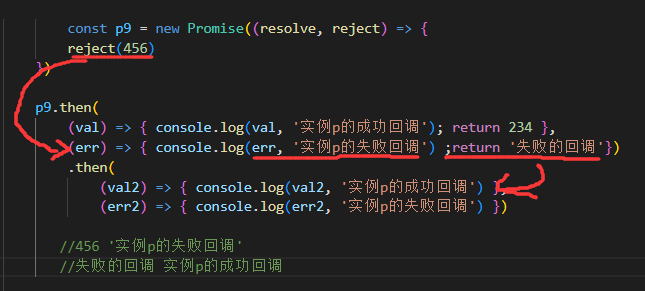 const p9 = new Promise((resolve, reject) => {
reject(456)
})
p9.then(
(val) => { console.log(val, '实例p的成功回调'); return 234 },
(err) => { console.log(err, '实例p的失败回调') ;return '失败的回调'})
.then(
(val2) => { console.log(val2, '实例p的成功回调') },
(err2) => { console.log(err2, '实例p的失败回调') })
//456 '实例p的失败回调'
//失败的回调 实例p的成功回调